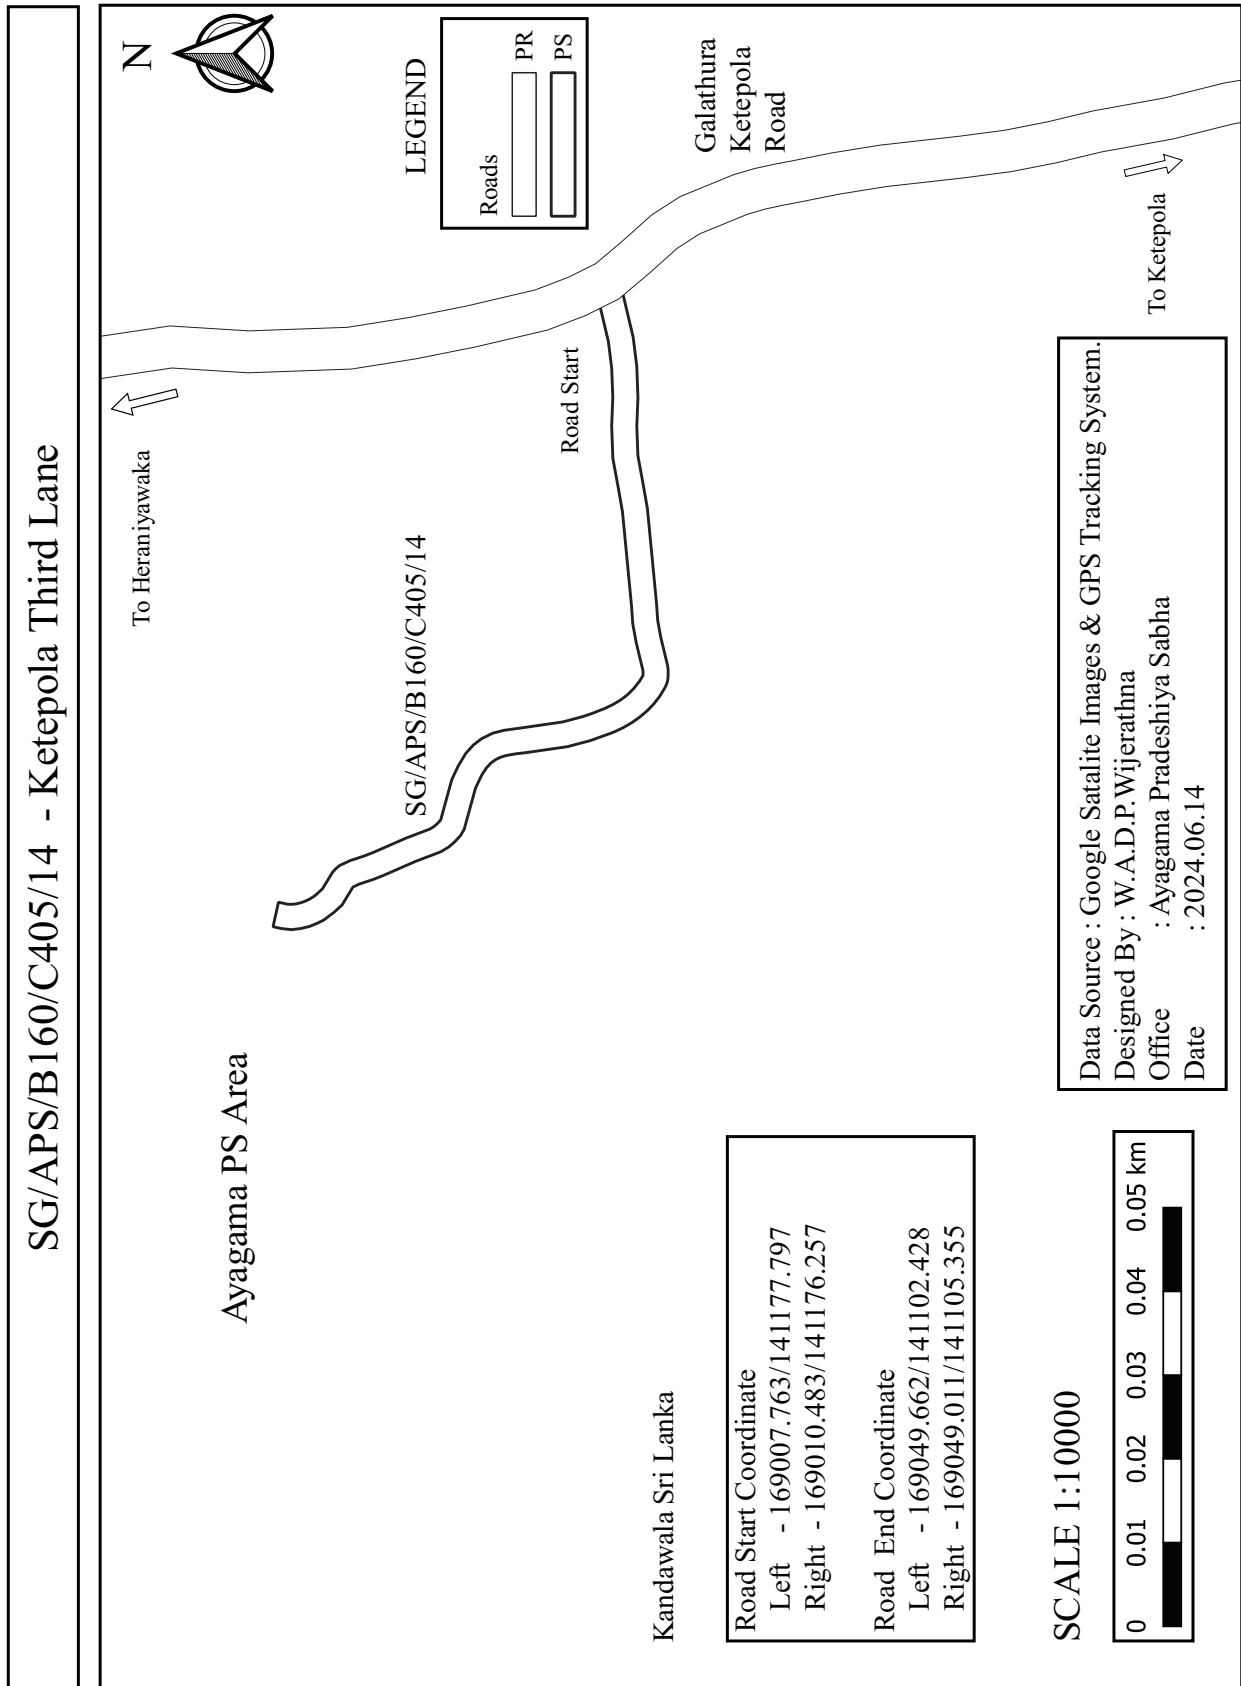 SG/APS/B160/C405/14 - Ketepola Third Lane
N
LEGEND
Roads
PR
PS
To Heraniyawaka
Galathura
Ketepola
Road
Road Start
SG/APS/B160/C405/14
To Ketepola
Ayagama PS Area
Kandawala Sri Lanka
Road Start Coordinate
Left - 169007.763/141177.797
Right - 169010.483/141176.257
Road End Coordinate
Left - 169049.662/141102.428
Right - 169049.011/141105.355
SCALE 1:10000
0 0.01 0.02 0.03 0.04 0.05 km
Data Source : Google Satalite Images & GPS Tracking System.
Designed By : W.A.D.P.Wijerathna
Office : Ayagama Pradeshiya Sabha
Date : 2024.06.14